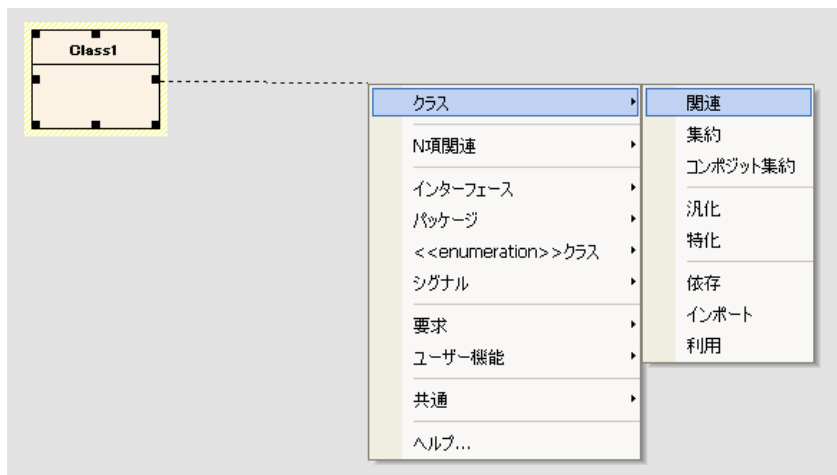 Class1
クラス
N項関連
インターフェース
パッケージ
<<enumeration>>クラス
シグナル
要求
ユーザー機能
共通
ヘルプ...
関連
集約
コンポジット集約
汎化
特化
依存
インポート
利用